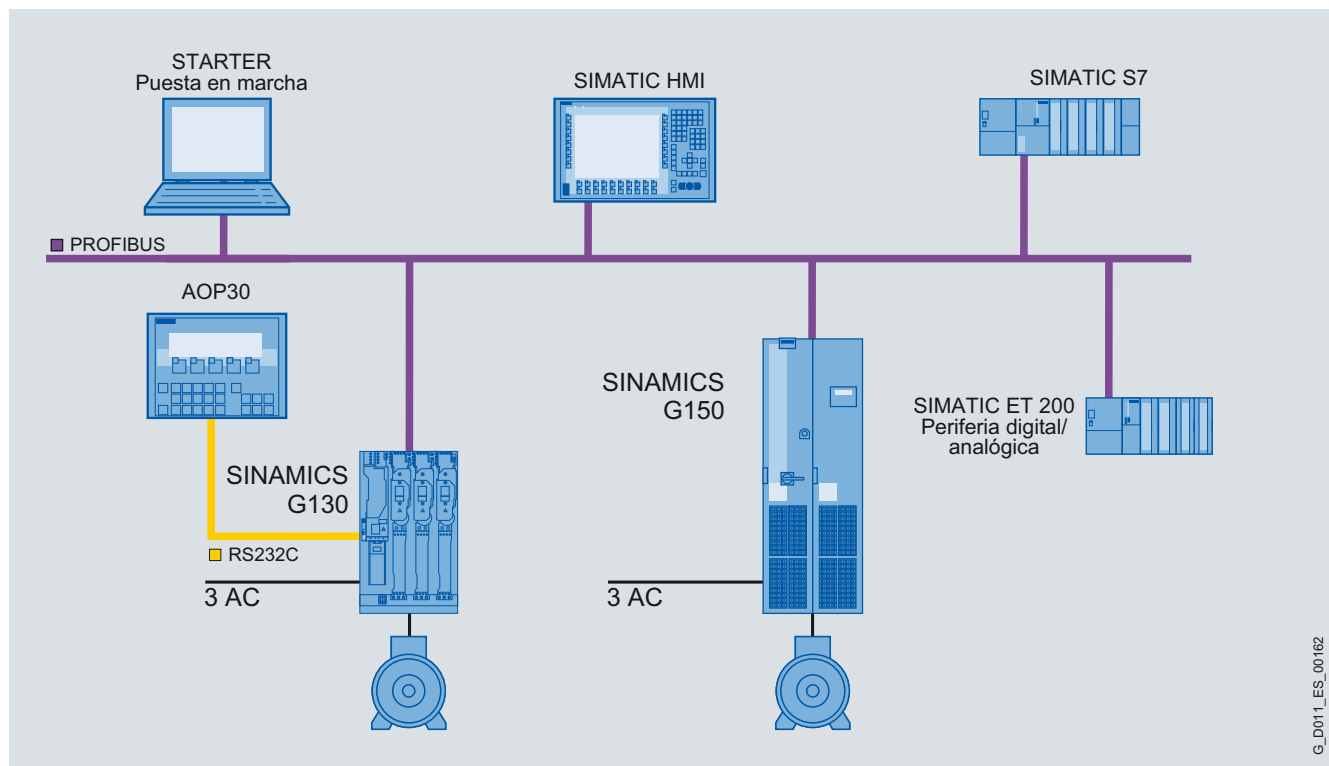 STARTER
Puesta en marcha
SIMATIC HMI
SIMATIC S7
PROFIBUS
AOP30
SINAMICS
G130
RS232C
3 AC
SINAMICS
G150
3 AC
SIMATIC ET 200
Periferia digital/
analógica
G_D011_ES_00162